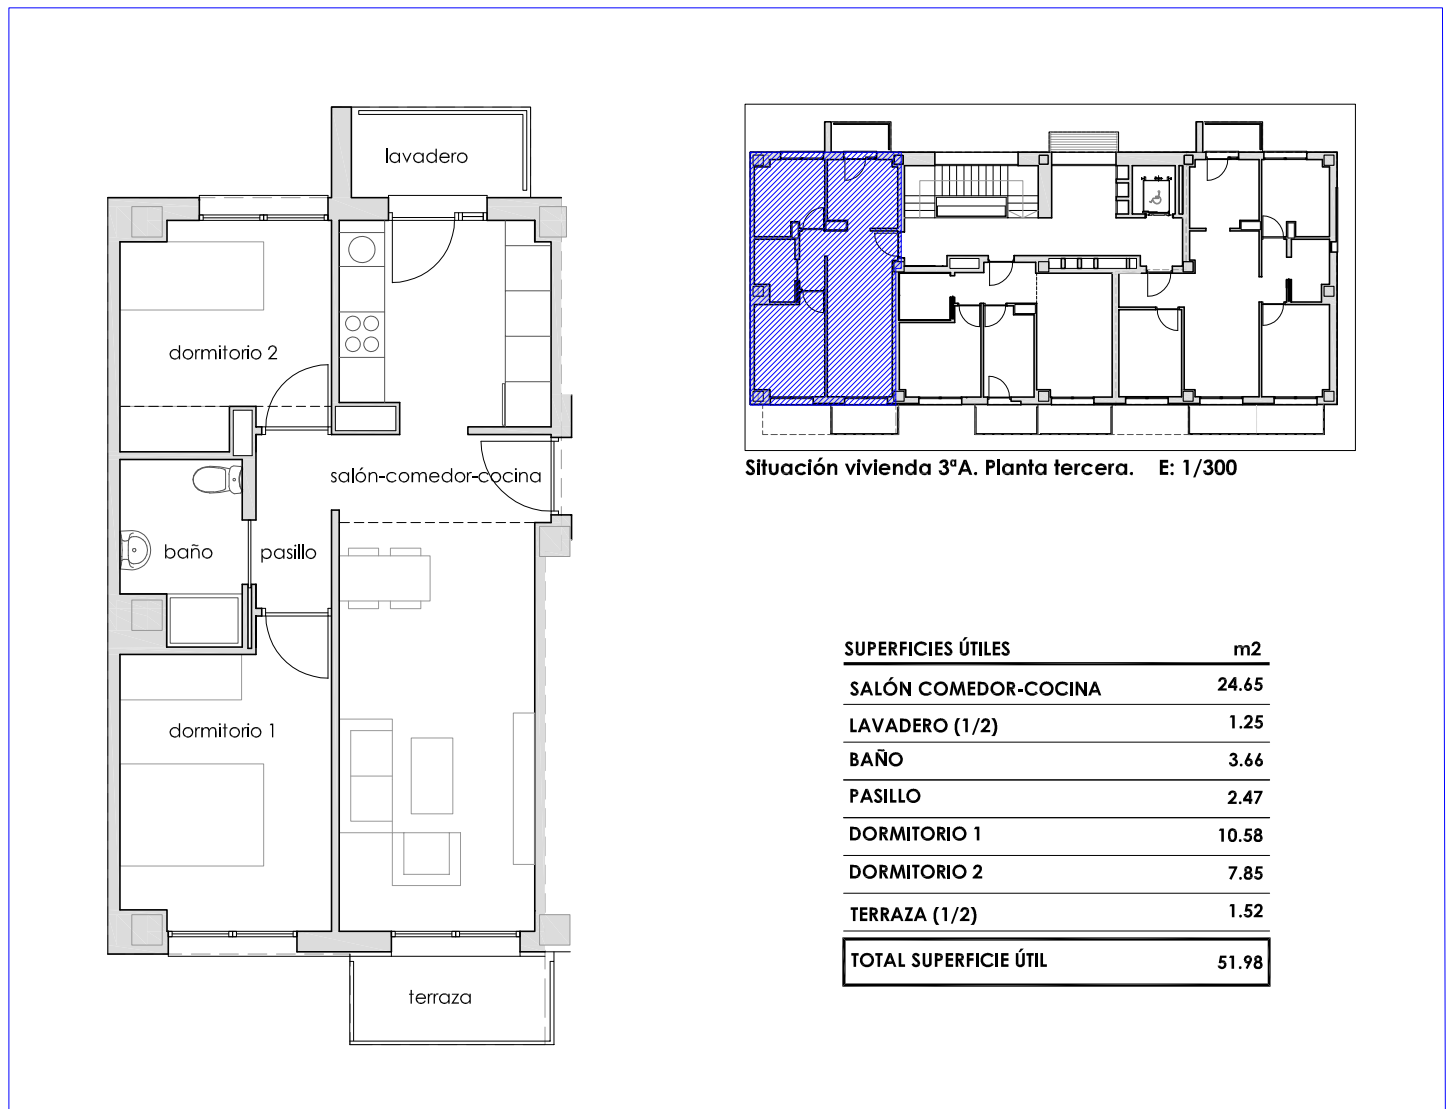 lavadero
dormitorio 2
salón-comedor-cocina
baño
pasillo
dormitorio 1
terraza
Situación vivienda 3ªA. Planta tercera. E: 1/300
SUPERFICIES ÚTILES m2
SALÓN COMEDOR-COCINA 24.65
LAVADERO (1/2) 1.25
BAÑO 3.66
PASILLO 2.47
DORMITORIO 1 10.58
DORMITORIO 2 7.85
TERRAZA (1/2) 1.52
TOTAL SUPERFICIE ÚTIL 51.98